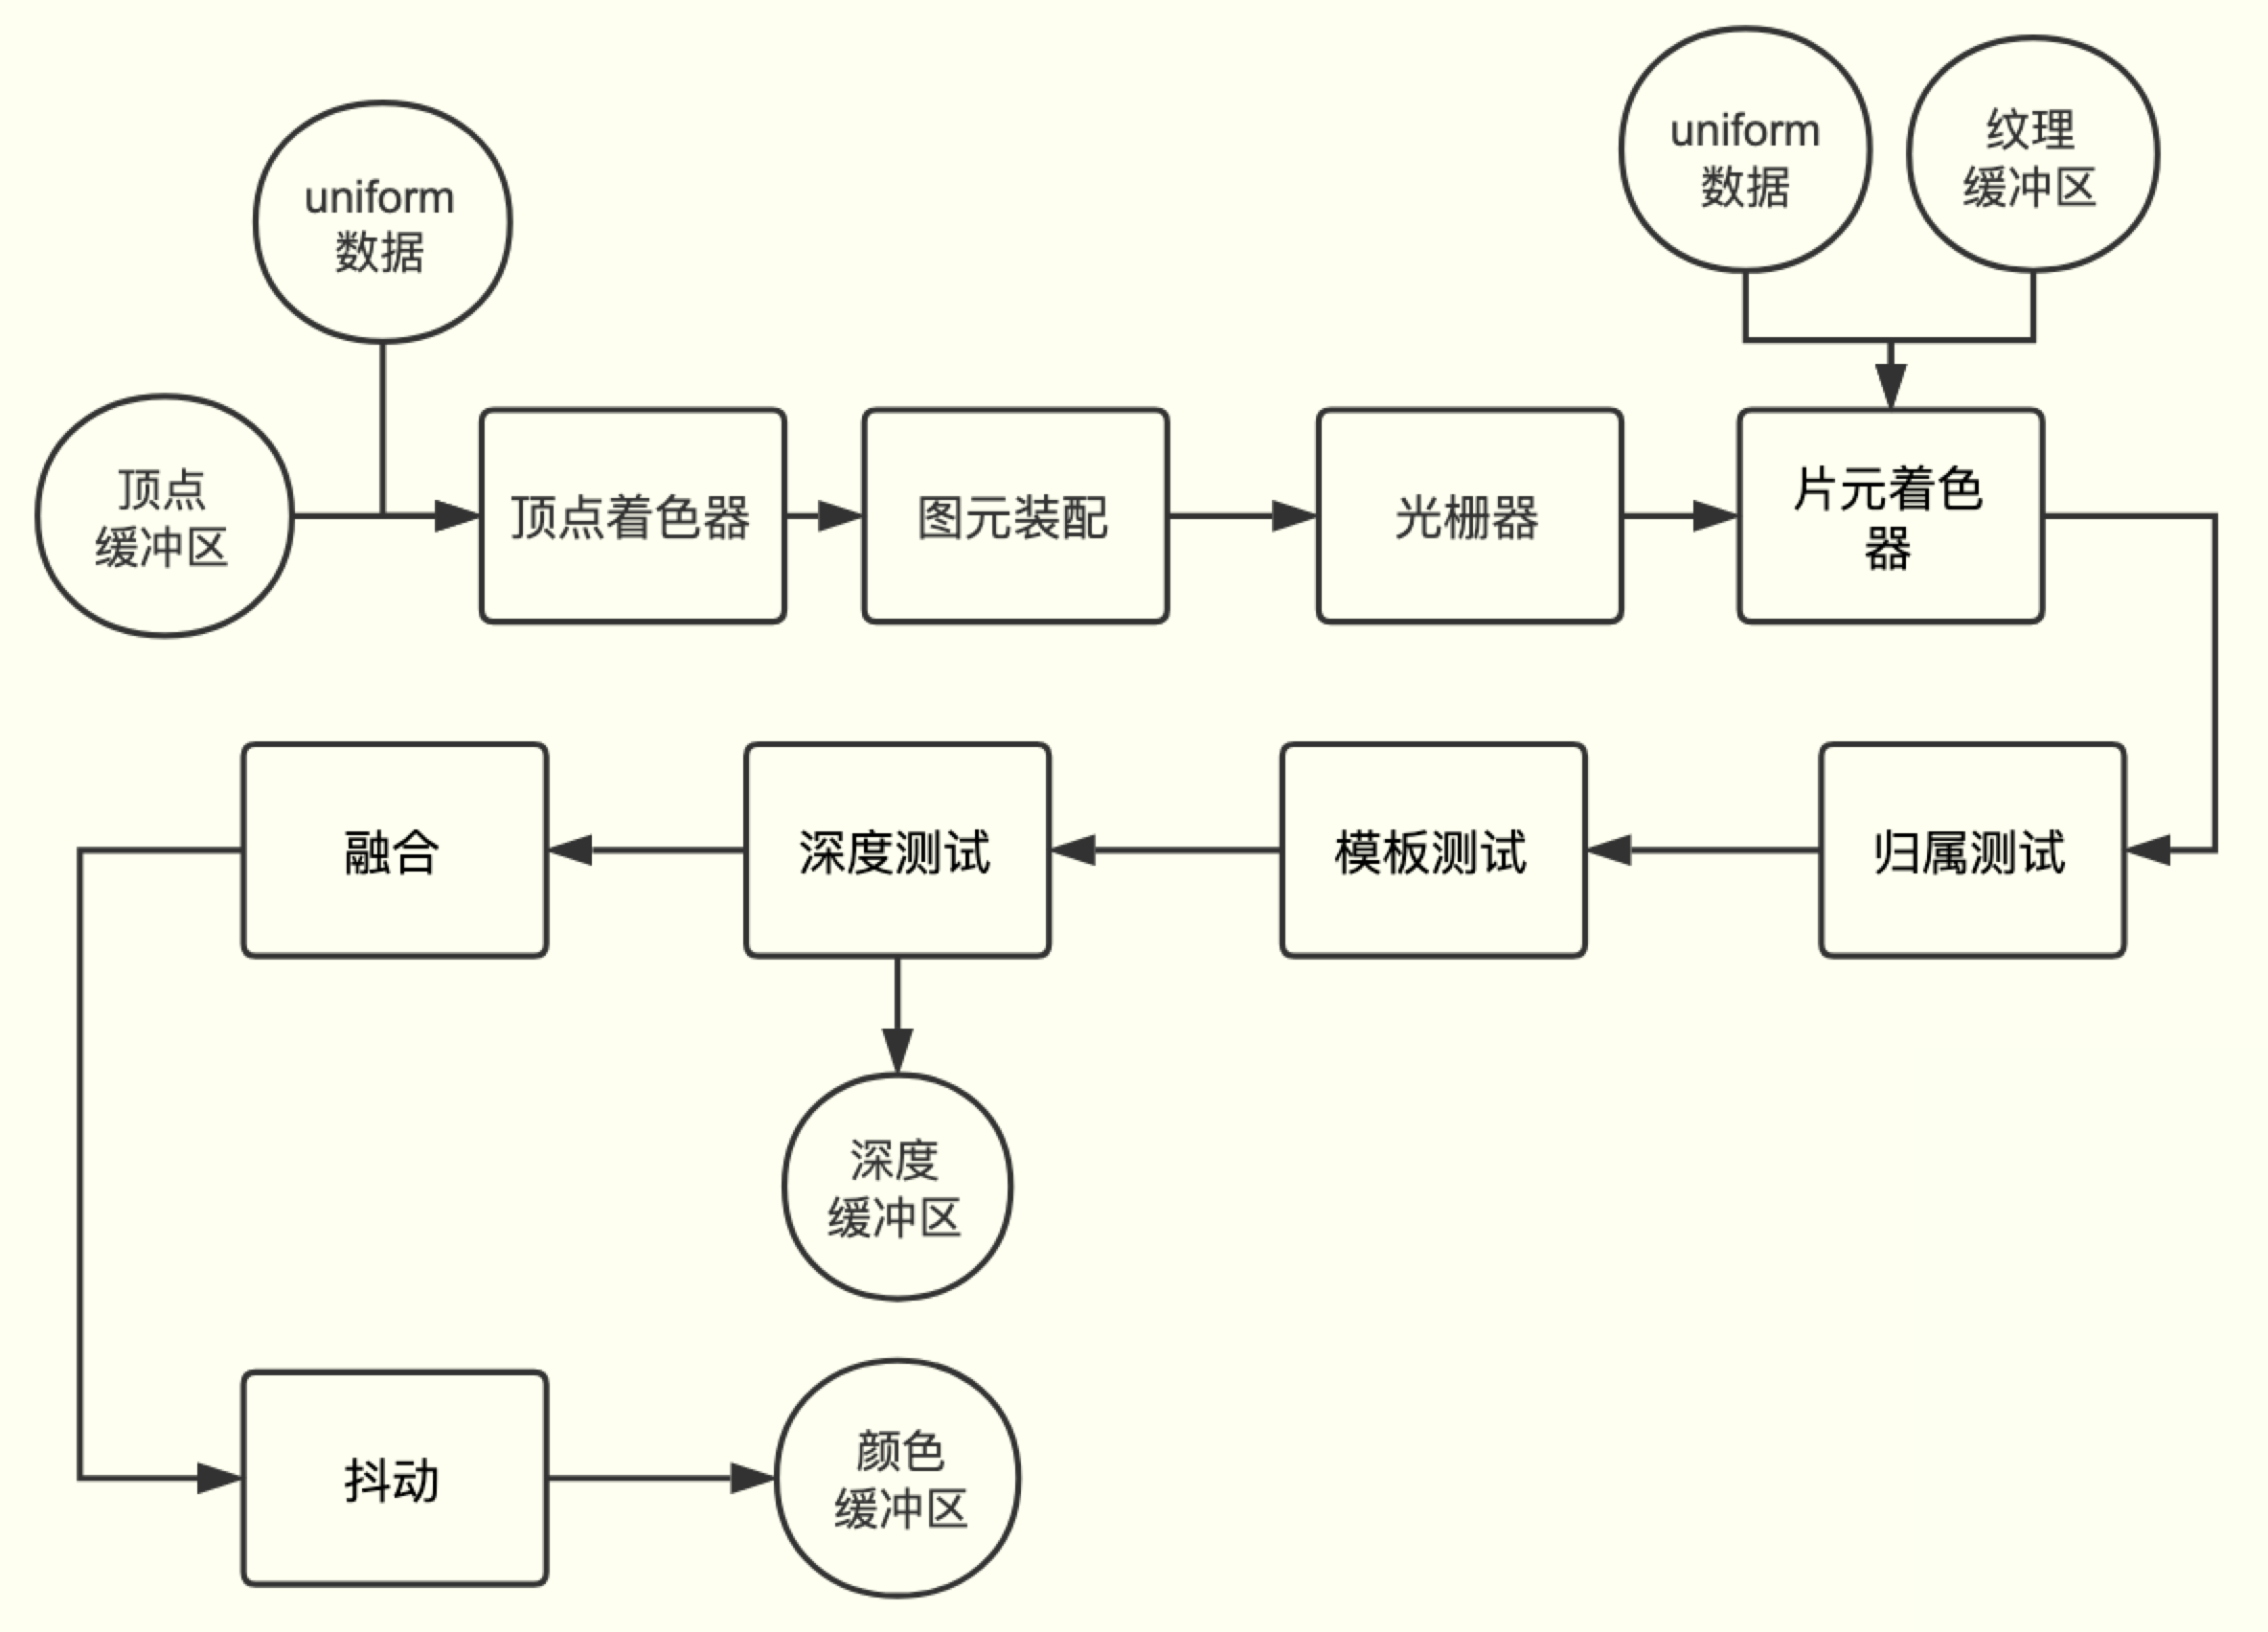 uniform
数据
uniform
数据
纹理
缓冲区
顶点
缓冲区
顶点着色器
图元装配
光栅器
片元着色
器
融合
深度测试
模板测试
归属测试
深度
缓冲区
抖动
颜色
缓冲区